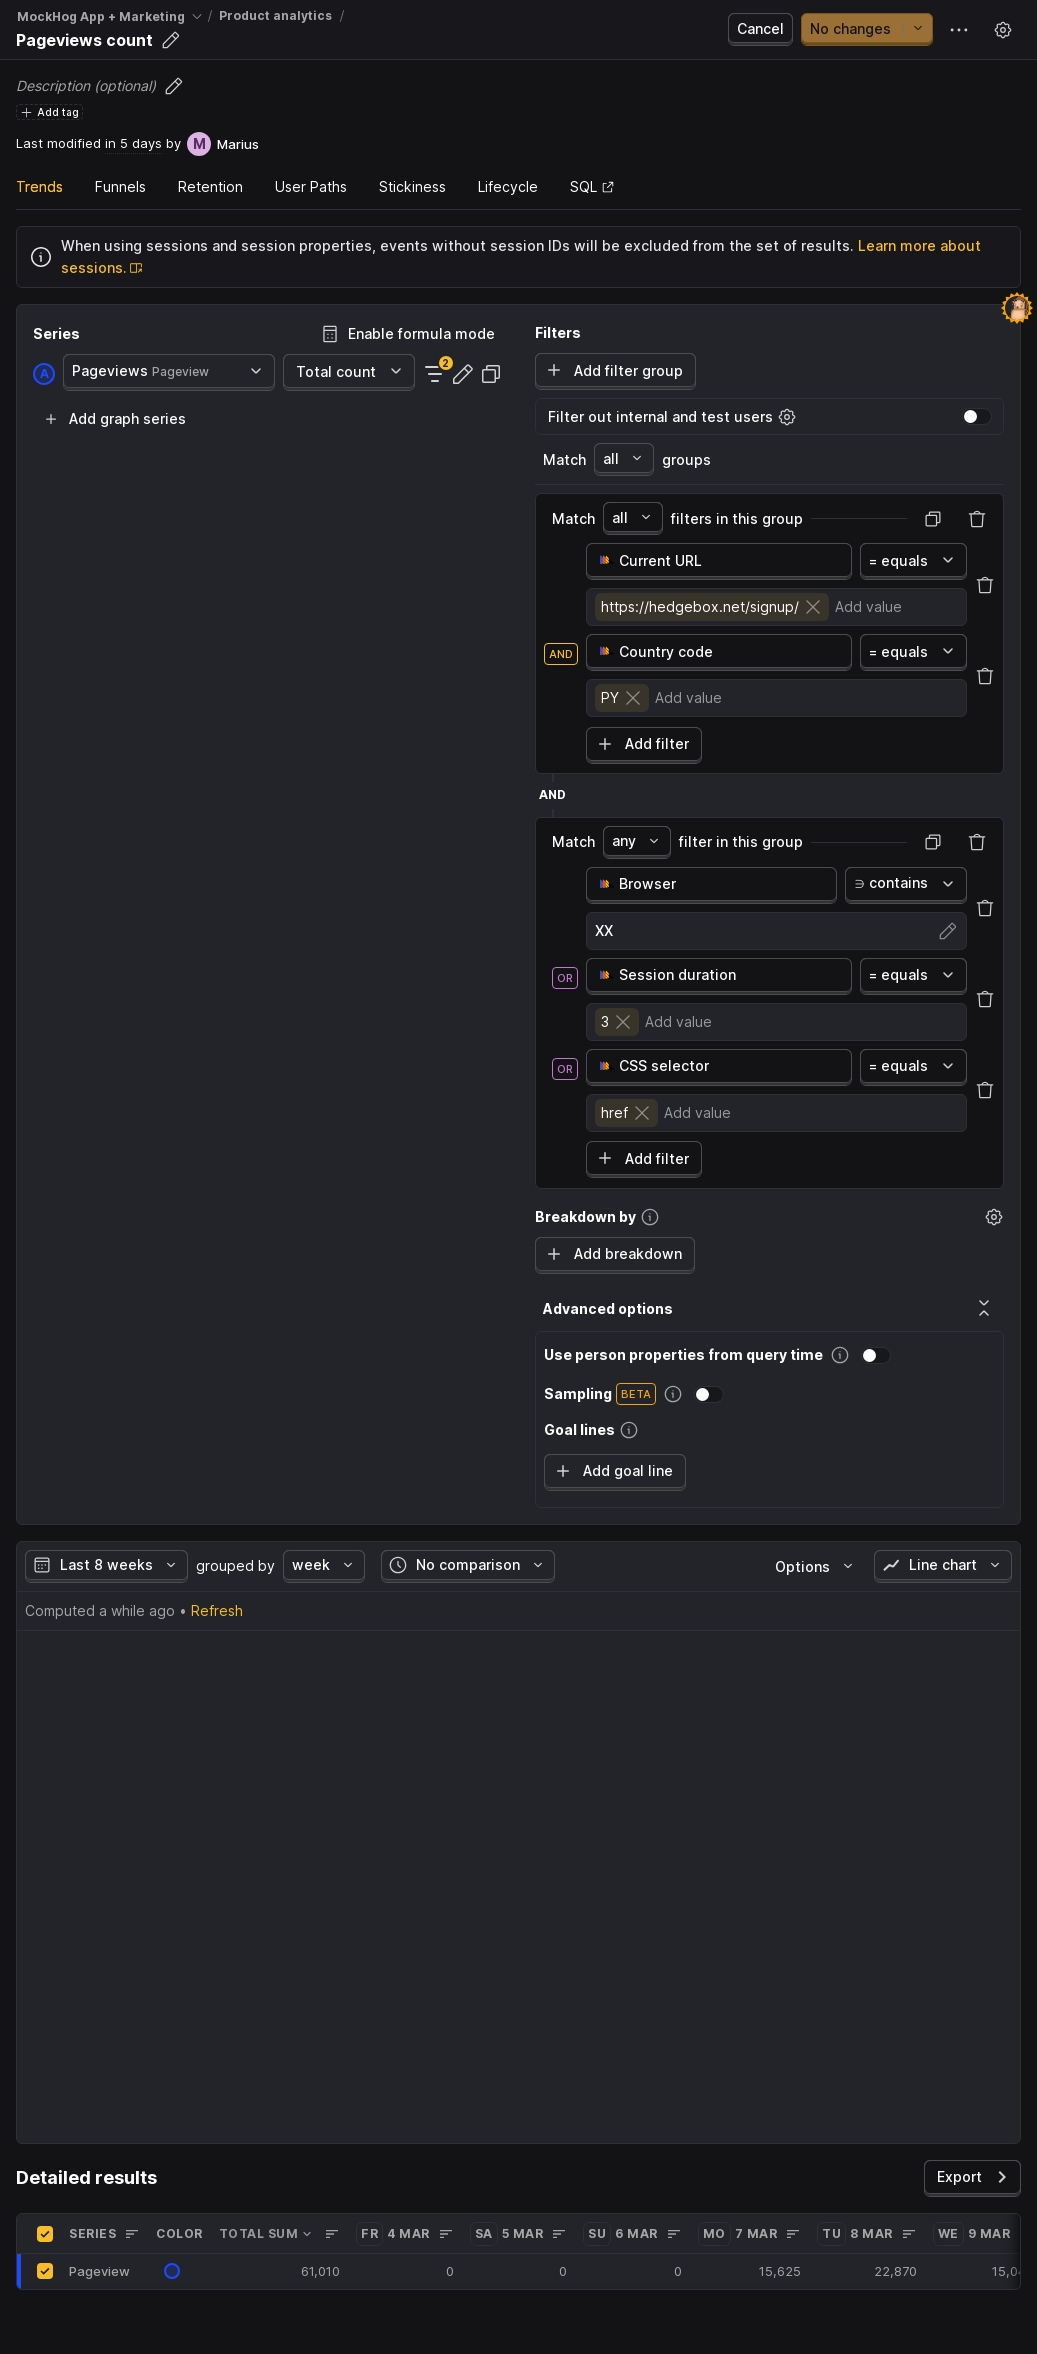 MockHog App + Marketing / Product analytics /
Pageviews count
Cancel
No changes
Description (optional)
Add tag
Last modified in 5 days by M Marius
Trends Funnels Retention User Paths Stickiness Lifecycle SQL
When using sessions and session properties, events without session IDs will be excluded from the set of results. Learn more about
sessions.
Series
Enable formula mode
A Pageviews Pageview
Total count
2
Add graph series
Filters
Add filter group
Filter out internal and test users
Match all groups
Match all filters in this group
Current URL
= equals
https://hedgebox.net/signup/ Add value
AND
Country code
= equals
PY Add value
Add filter
AND
Match any filter in this group
Browser
∋ contains
XX
OR
Session duration
= equals
3 Add value
OR
CSS selector
= equals
href Add value
Add filter
Breakdown by
Add breakdown
Advanced options
Use person properties from query time
Sampling BETA
Goal lines
Add goal line
Last 8 weeks grouped by week No comparison Options Line chart
Computed a while ago • Refresh
Detailed results
Export
SERIES COLOR TOTAL SUM FR 4 MAR SA 5 MAR SU 6 MAR MO 7 MAR TU 8 MAR WE 9 MAR
Pageview 61,010 0 0 0 15,625 22,870